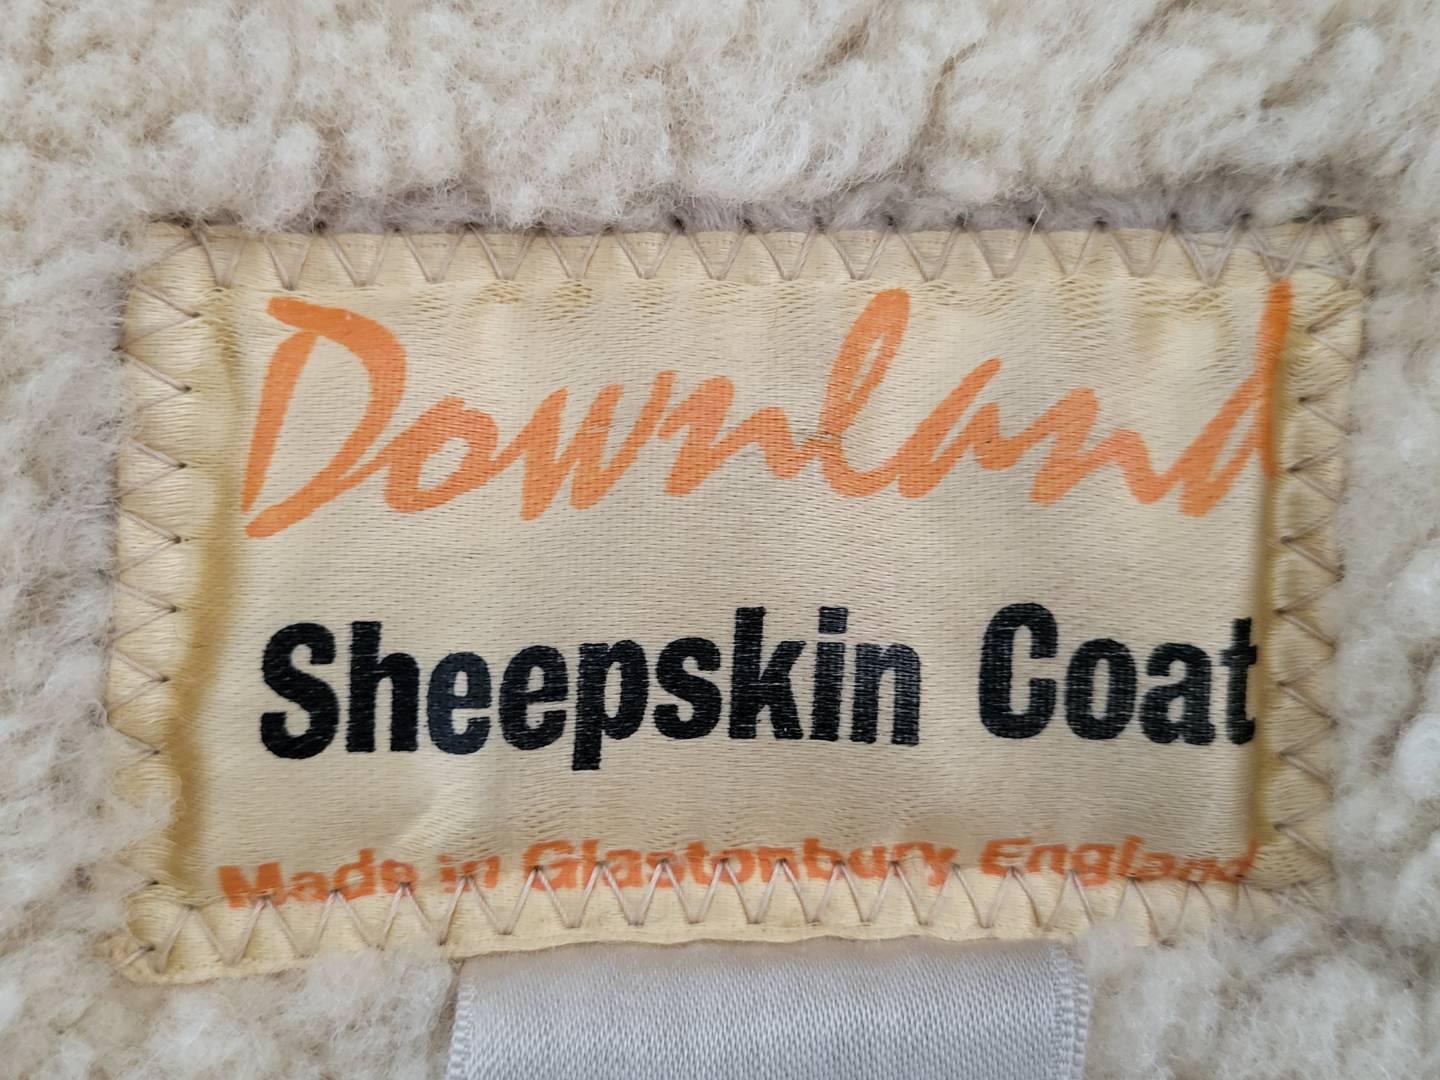 Downland
Sheepskin Coat
Made in Glastonbury England